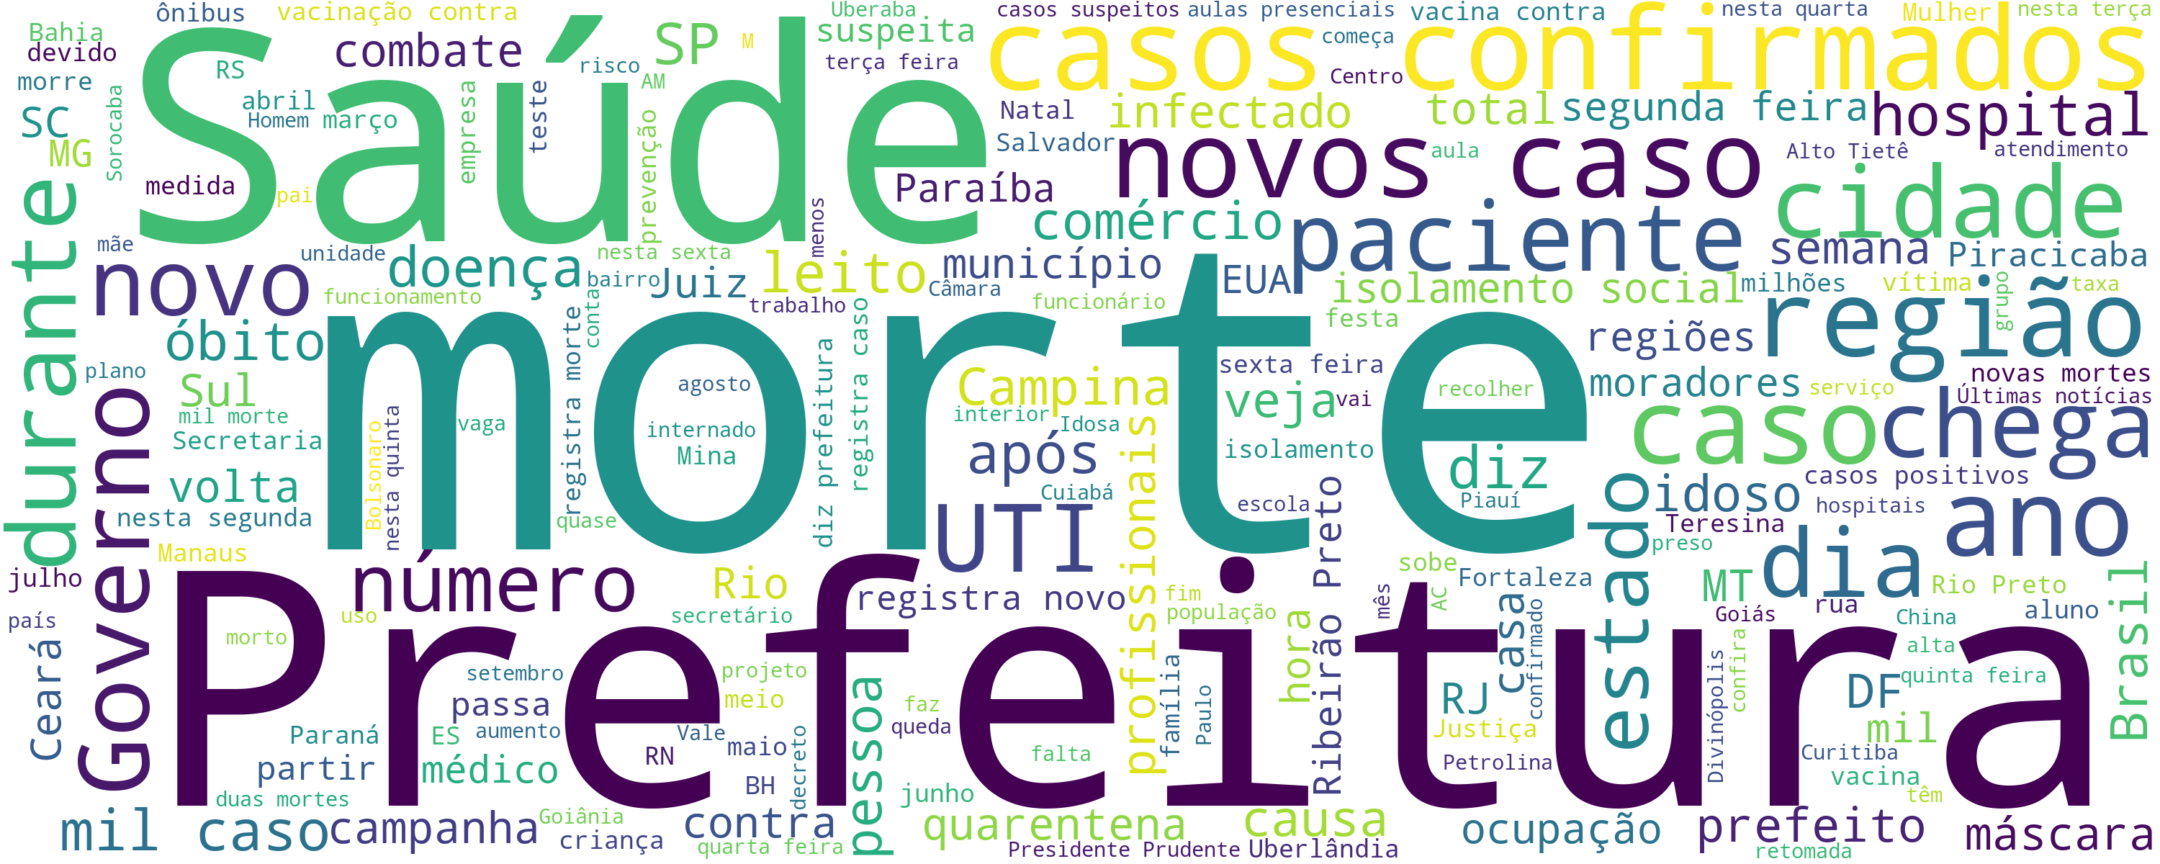 ônibus
vacinação contra
Uberaba
casos suspeitos
aulas presenciais
vacina contra
nesta quarta
Mulher
nesta terça
Bahia
devido
combate
SP
M
suspeita
casos
confirmados
começa
morre
RS
risco
terça feira
Centro
Saúde
SC
Sorocaba
abril
Homem
março
empresa
teste
AM
prevenção
Natal
infectado
total
segunda feira
hospital
MG
Salvador
novos caso
aula
Alto Tietê
atendimento
medida
pai
Paraíba
cidade
durante
menos
comércio
paciente
mãe
unidade
nesta sexta
semana
Piracicaba
novo
doença
bairro
Juiz
leito
município
EUA
isolamento social
milhões
vítima
grupo
taxa
funcionamento
conta
trabalho
Câmara
funcionário
festa
região
óbito
morte
registra morte
registra caso
regiões
plano
Sul
agosto
diz prefeitura
Campina
sexta feira
veja
vai
recolher
moradores
novas mortes
serviço
Últimas notícias
mil morte
Secretaria
Bolsonaro
nesta quinta
vaga
internado
Mina
interior
Idosa
após
profissionais
isolamento
diz
caso
chega
Governo
volta
Cuiabá
escola
Piauí
estado
idoso
casos positivos
hospitais
nesta segunda
quase
UTI
Ribeirão Preto
Teresina
preso
ano
Manaus
julho
número
Rio
registra novo
fim
população
mês
sobe
AC
Fortaleza
MT
dia
Rio Preto
Brasil
país
uso
secretário
hora
casa
confirmado
Goiás
rua
China
aluno
Ceará
morto
Prefeitura
setembro
projeto
pessoa
faz
família
Paulo
RJ
Divinópolis
confira
alta
quinta feira
DF
passa
meio
queda
Justiça
mil
Paraná
ES
aumento
RN
Vale
maio
falta
Petrolina
Curitiba
partir
médico
BH
decreto
vacina
duas mortes
junho
têm
mil caso
campanha
Goiânia
criança
contra
quarta feira
quarentena
causa
Presidente Prudente
Uberlândia
ocupação
prefeito
retomada
máscara